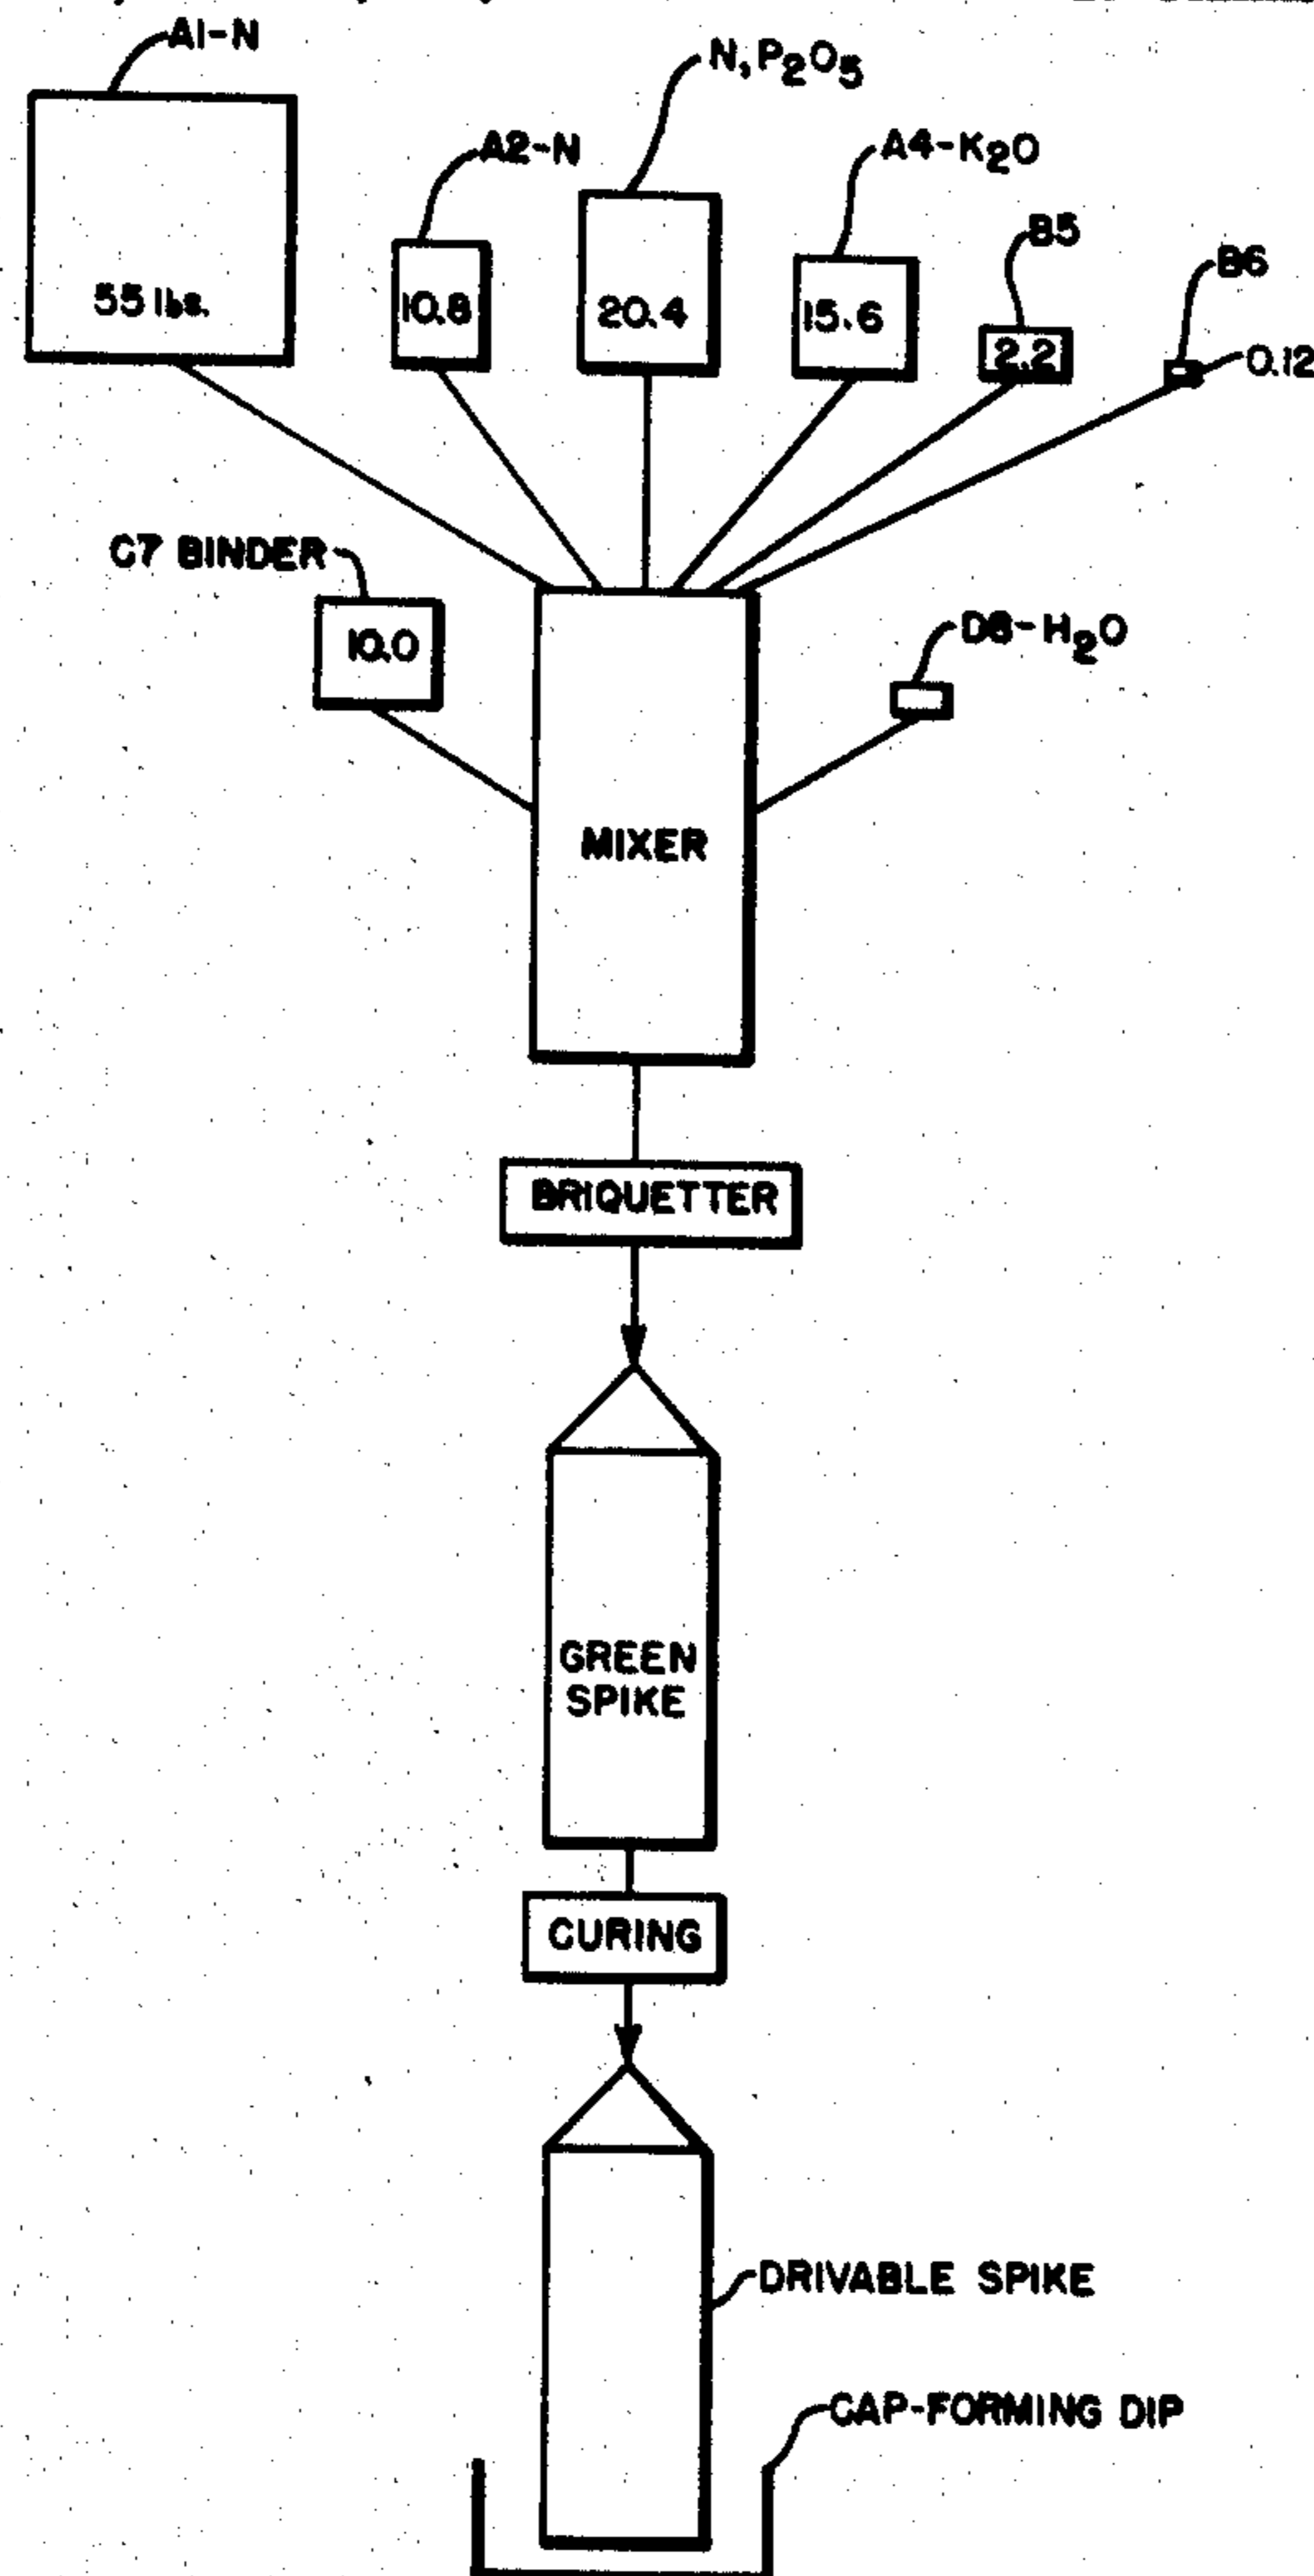 A1-N
N, P2O5
A2-N
A4-K2O
B5
B6
55 lbs.
10.8
20.4
15.6
2.2
0.12
C7 BINDER
10.0
D8-H2O
MIXER
BRIQUETTER
GREEN
SPIKE
CURING
DRIVABLE SPIKE
CAP-FORMING DIP